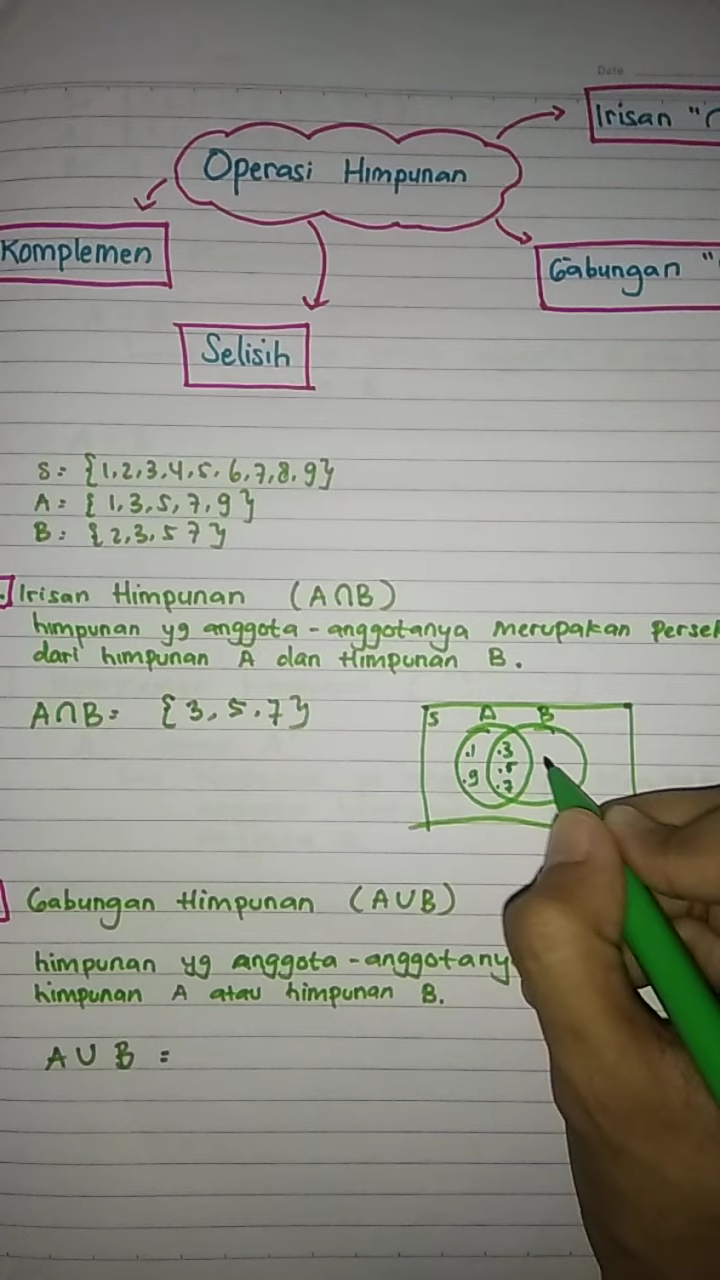 Date
Irisan "∩
Operasi Himpunan
Komplemen
Gabungan "
Selisih
S = {1,2,3,4,5,6,7,8,9}
A = {1,3,5,7,9}
B = {2,3,5 7}
Irisan Himpunan (A∩B)
himpunan yg anggota-anggotanya merupakan
dari himpunan A dan Himpunan B.
A∩B = {3,5,7}
S A B
.1 .3
.9 .5
.7
Gabungan Himpunan (A∪B)
himpunan yg
himpunan A atau himpunan B.
A ∪ B =